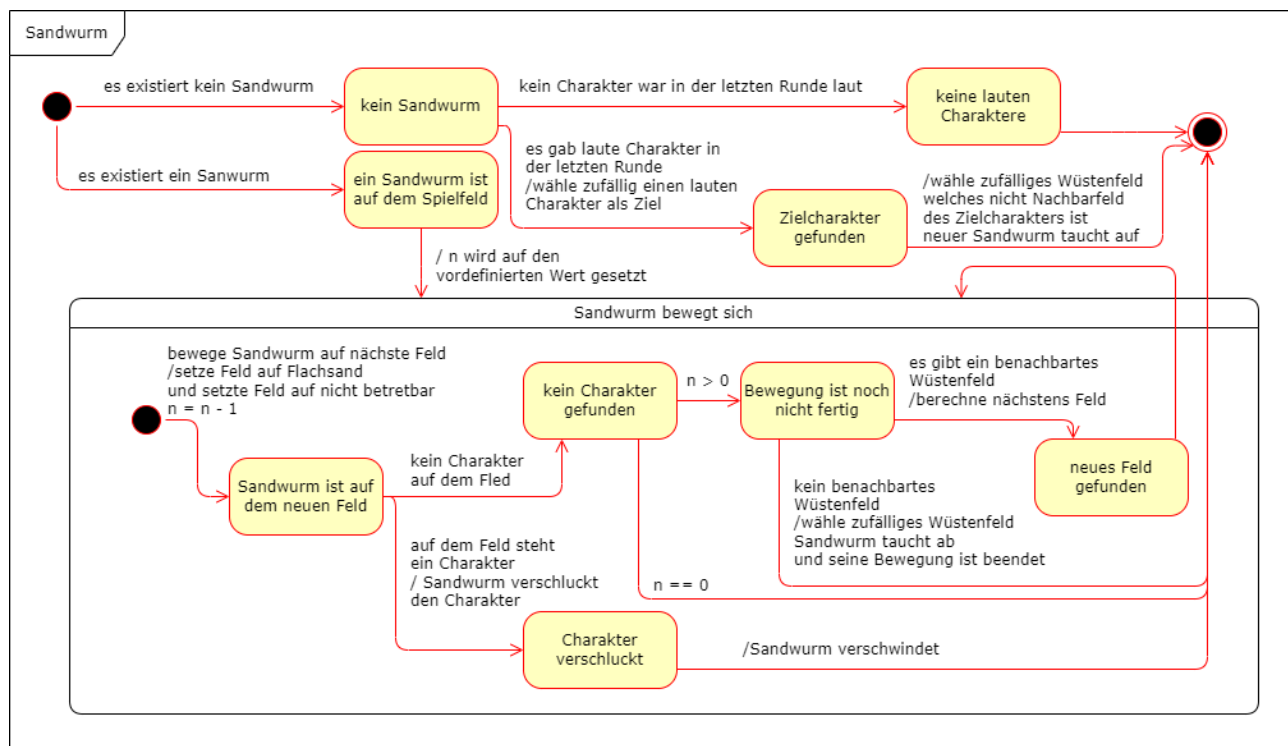 Sandwurm
es existiert kein Sandwurm
kein Sandwurm
kein Charakter war in der letzten Runde laut
keine lauten
Charaktere
es existiert ein Sanwurm
ein Sandwurm ist
auf dem Spielfeld
es gab laute Charakter in
der letzten Runde
/wähle zufällig einen lauten
Charakter als Ziel
Zielcharakter
gefunden
/wähle zufälliges Wüstenfeld
welches nicht Nachbarfeld
des Zielcharakters ist
neuer Sandwurm taucht auf
/ n wird auf den
vordefinierten Wert gesetzt
Sandwurm bewegt sich
bewege Sandwurm auf nächste Feld
/setze Feld auf Flachsand
und setzte Feld auf nicht betretbar
n = n - 1
Sandwurm ist auf
dem neuen Feld
kein Charakter
auf dem Fled
kein Charakter
gefunden
n > 0
Bewegung ist noch
nicht fertig
es gibt ein benachbartes
Wüstenfeld
/berechne nächstens Feld
neues Feld
gefunden
kein benachbartes
Wüstenfeld
/wähle zufälliges Wüstenfeld
Sandwurm taucht ab
und seine Bewegung ist beendet
auf dem Feld steht
ein Charakter
/ Sandwurm verschluckt
den Charakter
n == 0
Charakter
verschluckt
/Sandwurm verschwindet